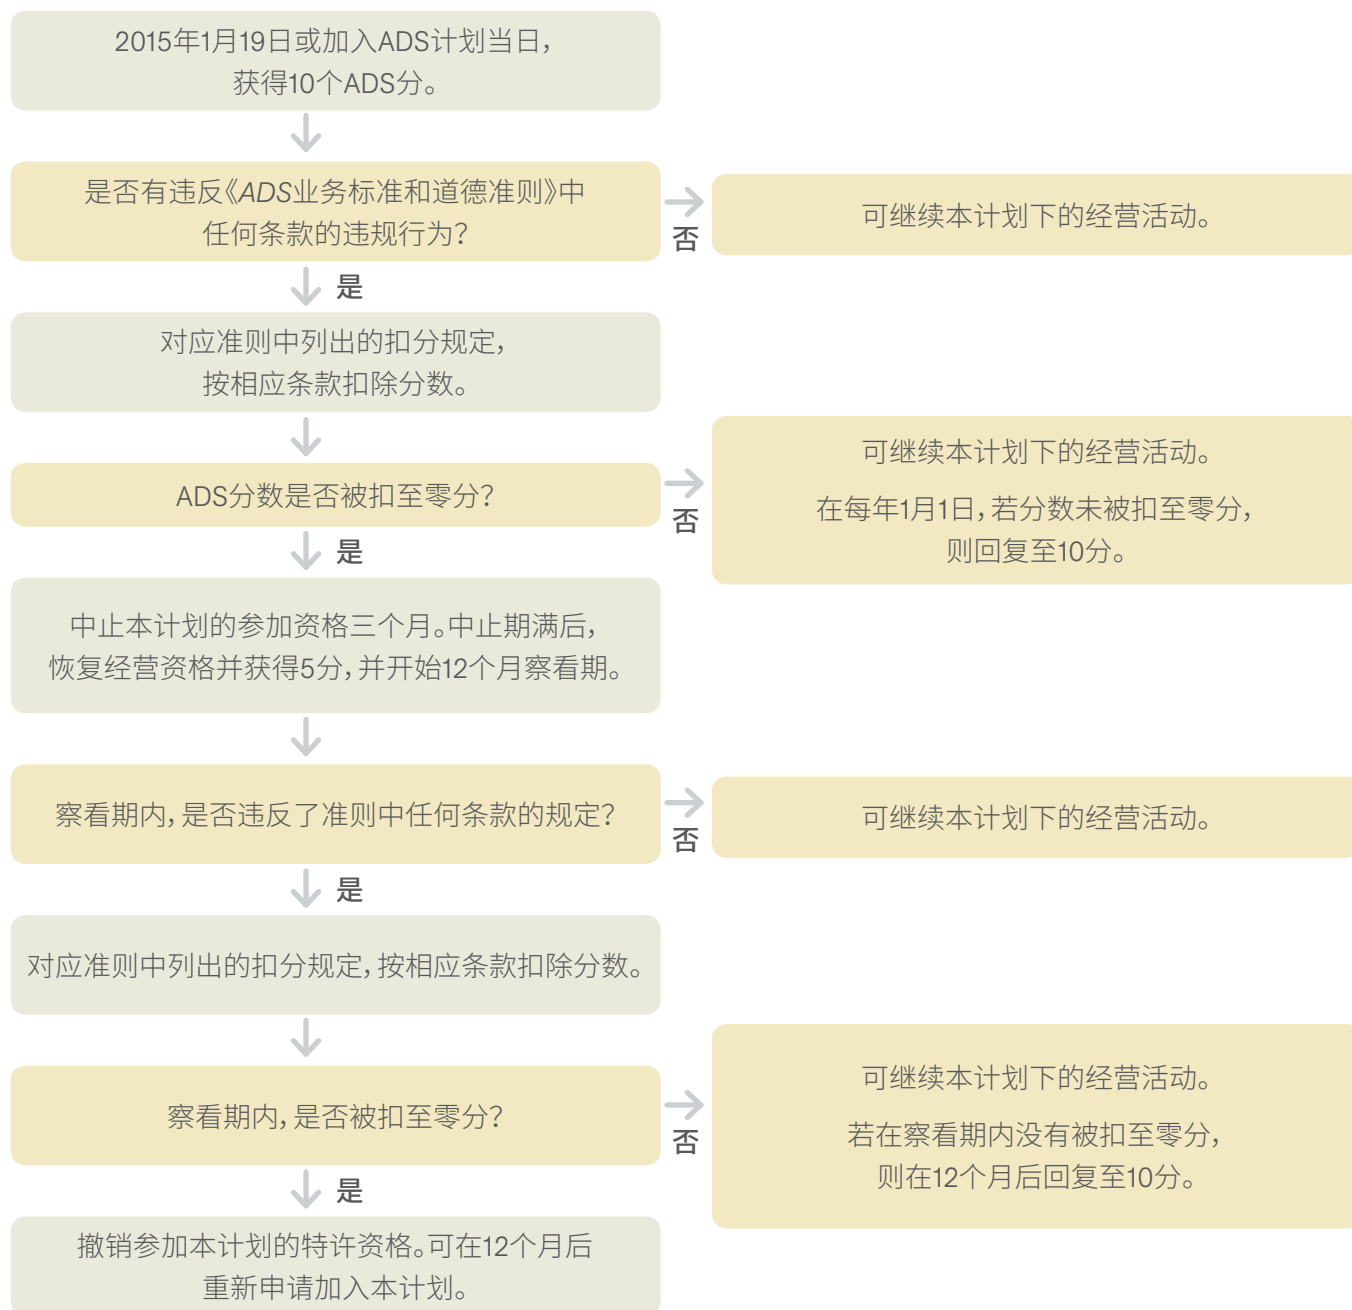 2015年1月19日或加入ADS计划当日，
获得10个ADS分。
是否有违反《ADS业务标准和道德准则》中
任何条款的违规行为？
否
可继续本计划下的经营活动。
是
对应准则中列出的扣分规定，
按相应条款扣除分数。
ADS分数是否被扣至零分？
否
可继续本计划下的经营活动。
在每年1月1日，若分数未被扣至零分，
则回复至10分。
是
中止本计划的参加资格三个月。中止期满后，
恢复经营资格并获得5分，并开始12个月察看期。
察看期内，是否违反了准则中任何条款的规定？
否
可继续本计划下的经营活动。
是
对应准则中列出的扣分规定，按相应条款扣除分数。
察看期内，是否被扣至零分？
否
可继续本计划下的经营活动。
若在察看期内没有被扣至零分，
则在12个月后回复至10分。
是
撤销参加本计划的特许资格。可在12个月后
重新申请加入本计划。